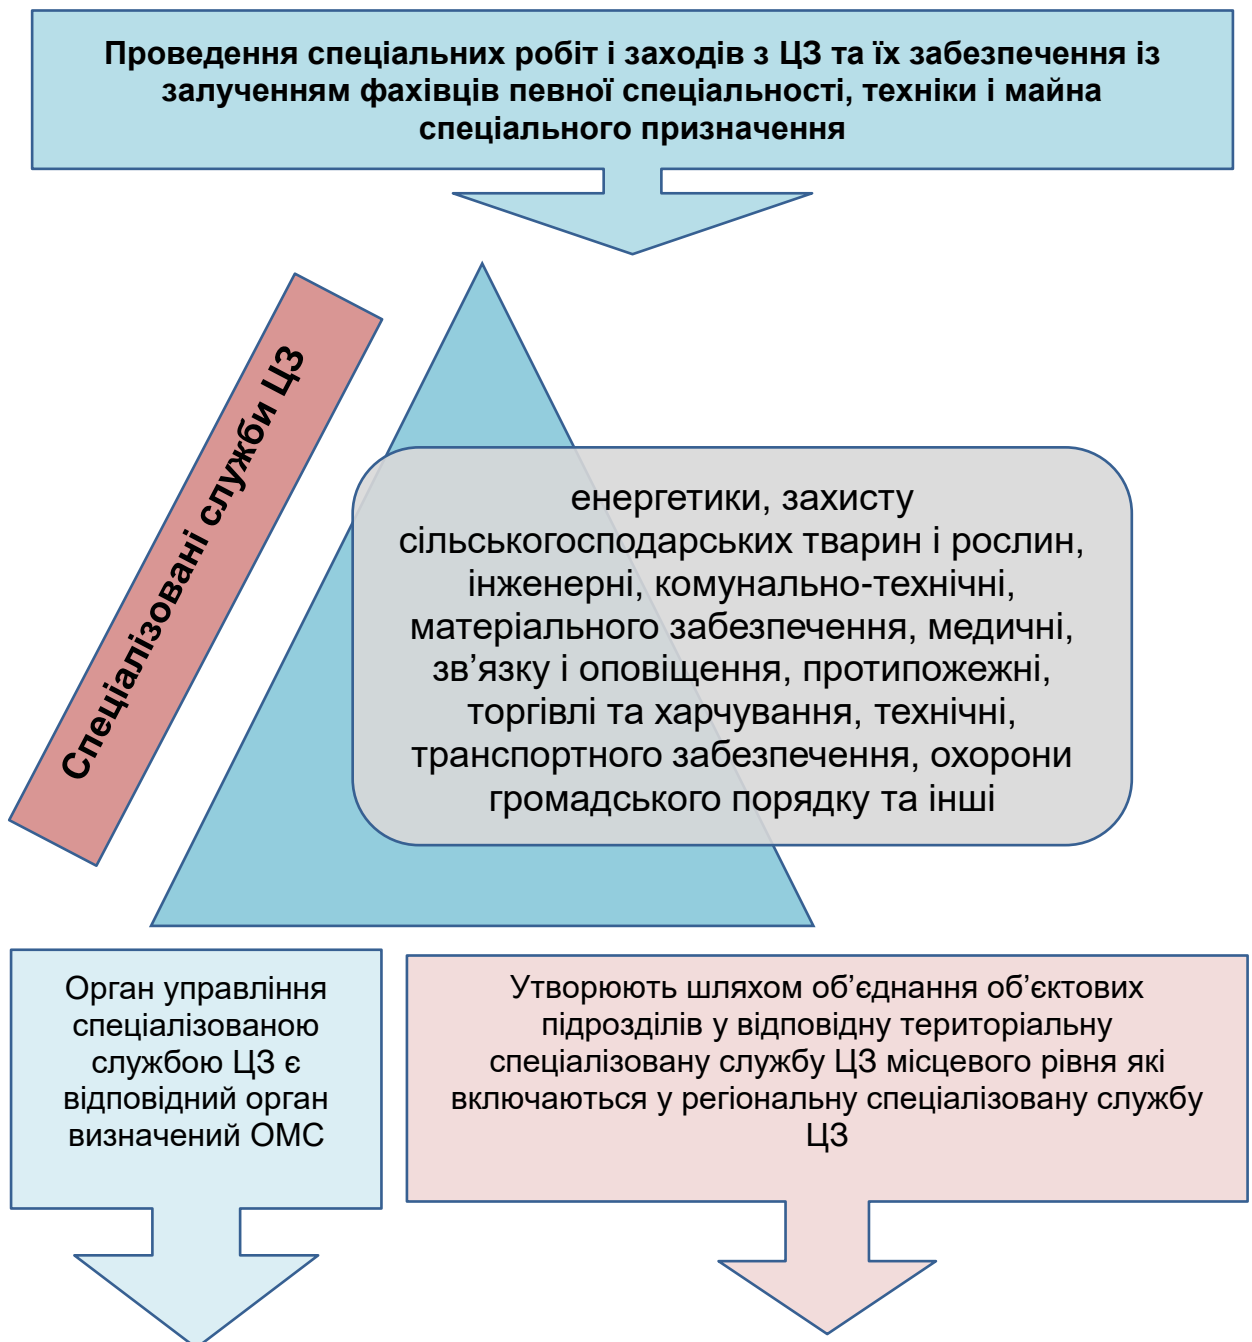 Проведення спеціальних робіт і заходів з ЦЗ та їх забезпечення із
залученням фахівців певної спеціальності, техніки і майна
спеціального призначення
Спеціалізовані служби ЦЗ
енергетики, захисту
сільськогосподарських тварин і рослин,
інженерні, комунально-технічні,
матеріального забезпечення, медичні,
зв’язку і оповіщення, протипожежні,
торгівлі та харчування, технічні,
транспортного забезпечення, охорони
громадського порядку та інші
Орган управління
спеціалізованою
службою ЦЗ є
відповідний орган
визначений ОМС
Утворюють шляхом об’єднання об’єктових
підрозділів у відповідну територіальну
спеціалізовану службу ЦЗ місцевого рівня які
включаються у регіональну спеціалізовану службу
ЦЗ